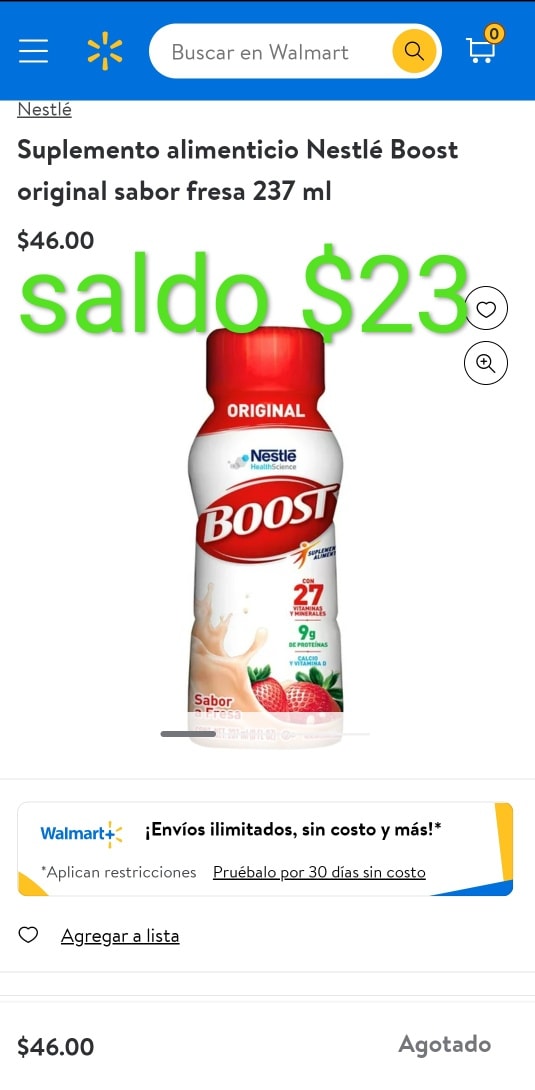 Buscar en Walmart
0
Nestlé
Suplemento alimenticio Nestlé Boost
original sabor fresa 237 ml
$46.00
saldo $23
ORIGINAL
Nestlé
HealthScience
BOOST
CON
27
VITAMINAS
Y MINERALES
9g
DE PROTEÍNAS
CALCIO
Y VITAMINA D
Sabor
a Fresa
Walmart+
¡Envíos ilimitados, sin costo y más!*
*Aplican restricciones Pruébalo por 30 días sin costo
Agregar a lista
$46.00
Agotado